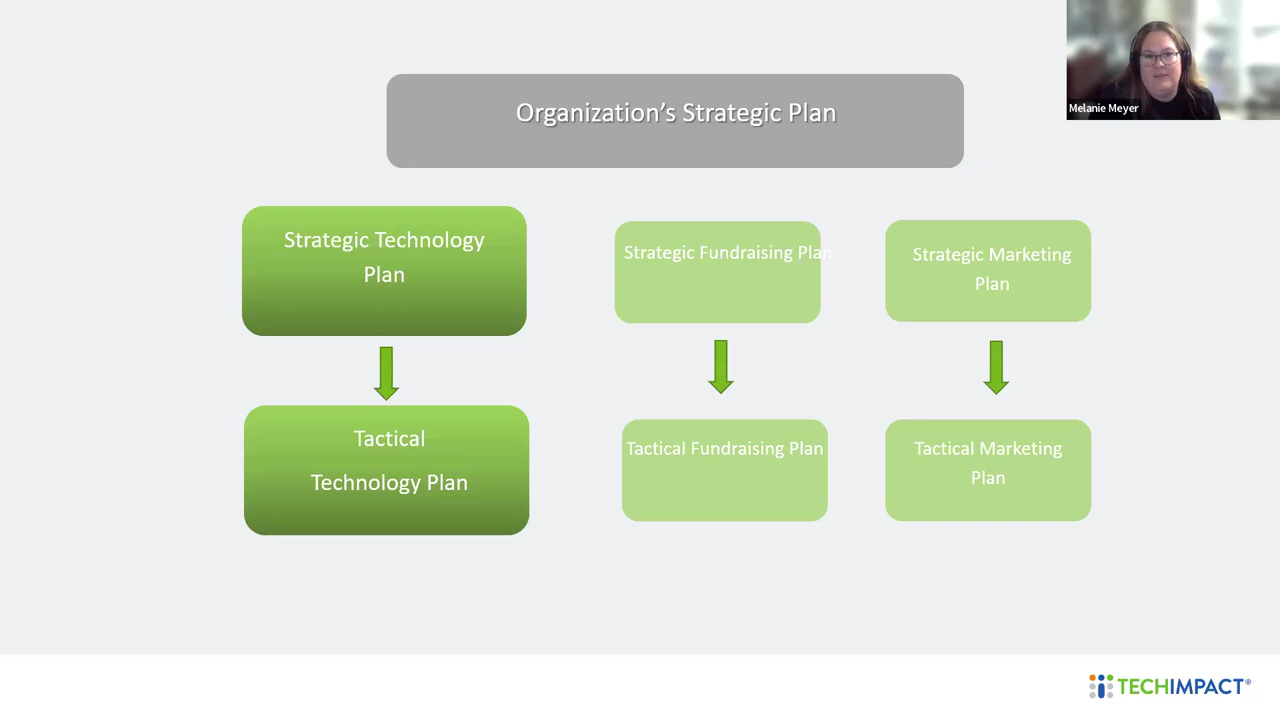 Melanie Meyer
Organization's Strategic Plan
Strategic Technology
Plan
Strategic Fundraising Plan
Strategic Marketing
Plan
Tactical
Technology Plan
Tactical Fundraising Plan
Tactical Marketing
Plan
TECHIMPACT®